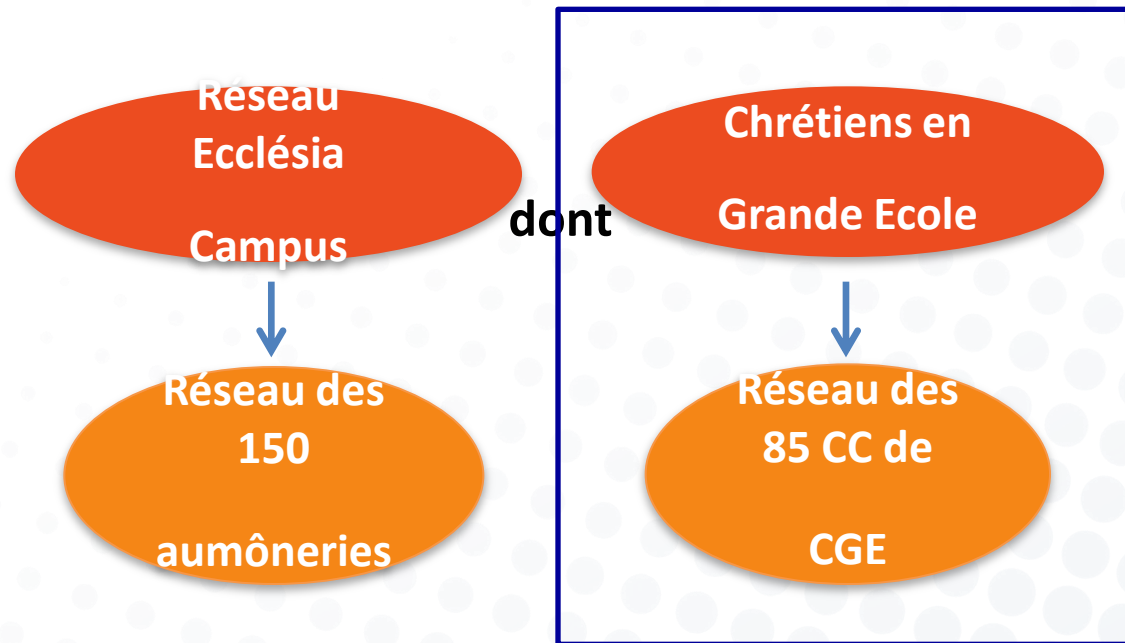 Réseau
Ecclésia
Campus
dont
Chrétiens en
Grande Ecole
Réseau des
150
aumôneries
Réseau des
85 CC de
CGE